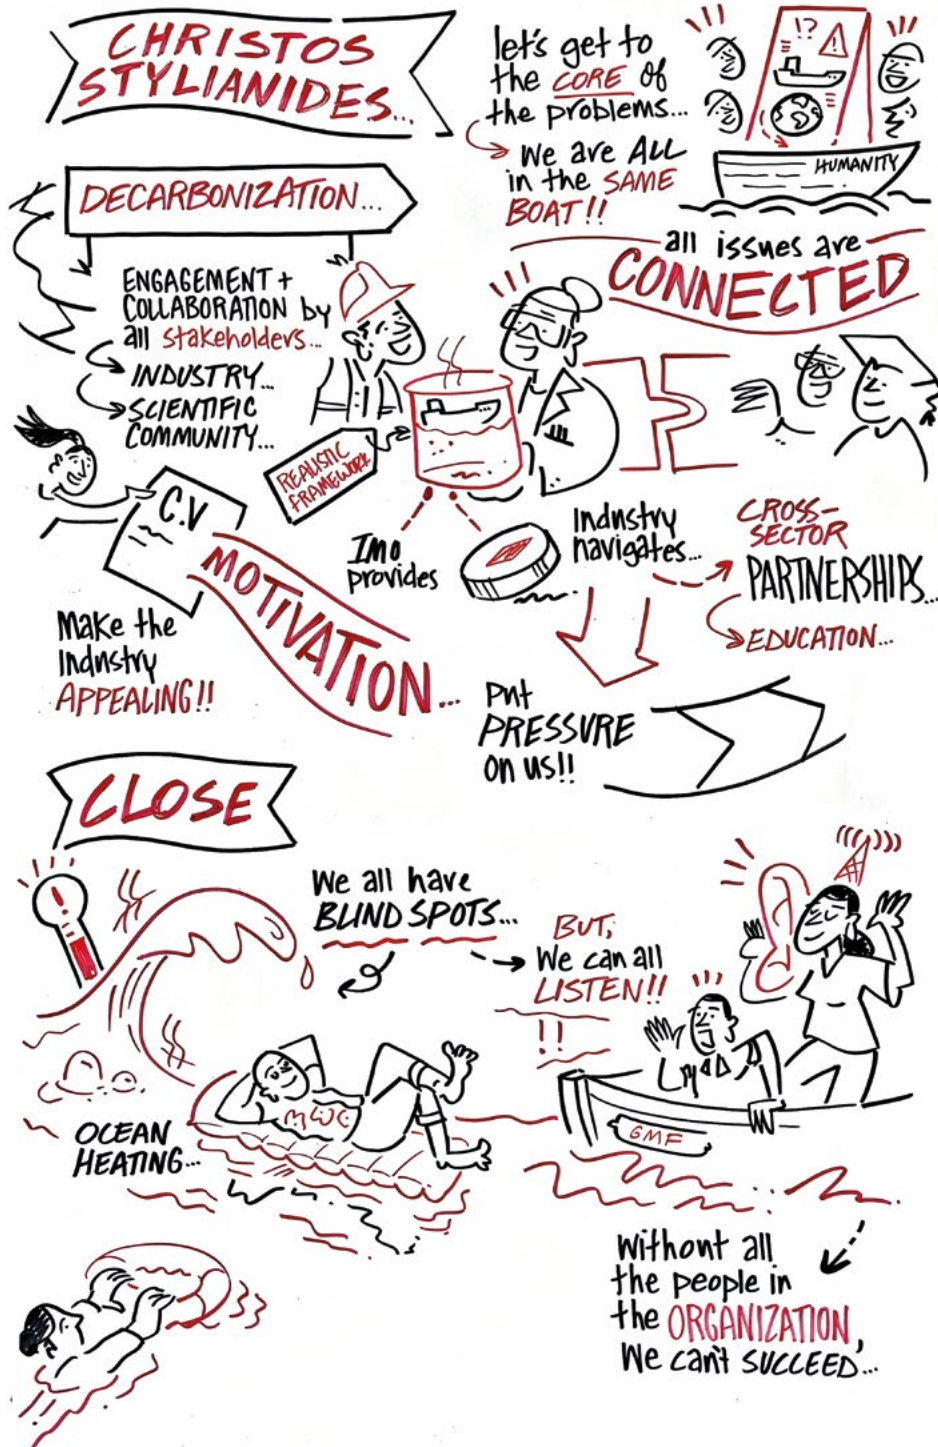 CHRISTOS
STYLIANIDES...
let's get to
the CORE of
the problems...
We are ALL
in the SAME
BOAT!!
!?
!
HUMANITY
all issues are
CONNECTED
DECARBONIZATION...
ENGAGEMENT +
COLLABORATION by
all stakeholders...
INDUSTRY...
SCIENTIFIC
COMMUNITY...
REALISTIC
FRAMEWORK
C.V
MOTIVATION...
Make the
Industry
APPEALING!!
Imo
provides
Industry
navigates...
CROSS-
SECTOR
PARTNERSHIPS...
EDUCATION...
Put
PRESSURE
on us!!
CLOSE
!
We all have
BLIND SPOTS...
BUT,
We can all
LISTEN!!
!!
OCEAN
HEATING...
GMF
Without all
the people in
the ORGANIZATION,
We can't SUCCEED...